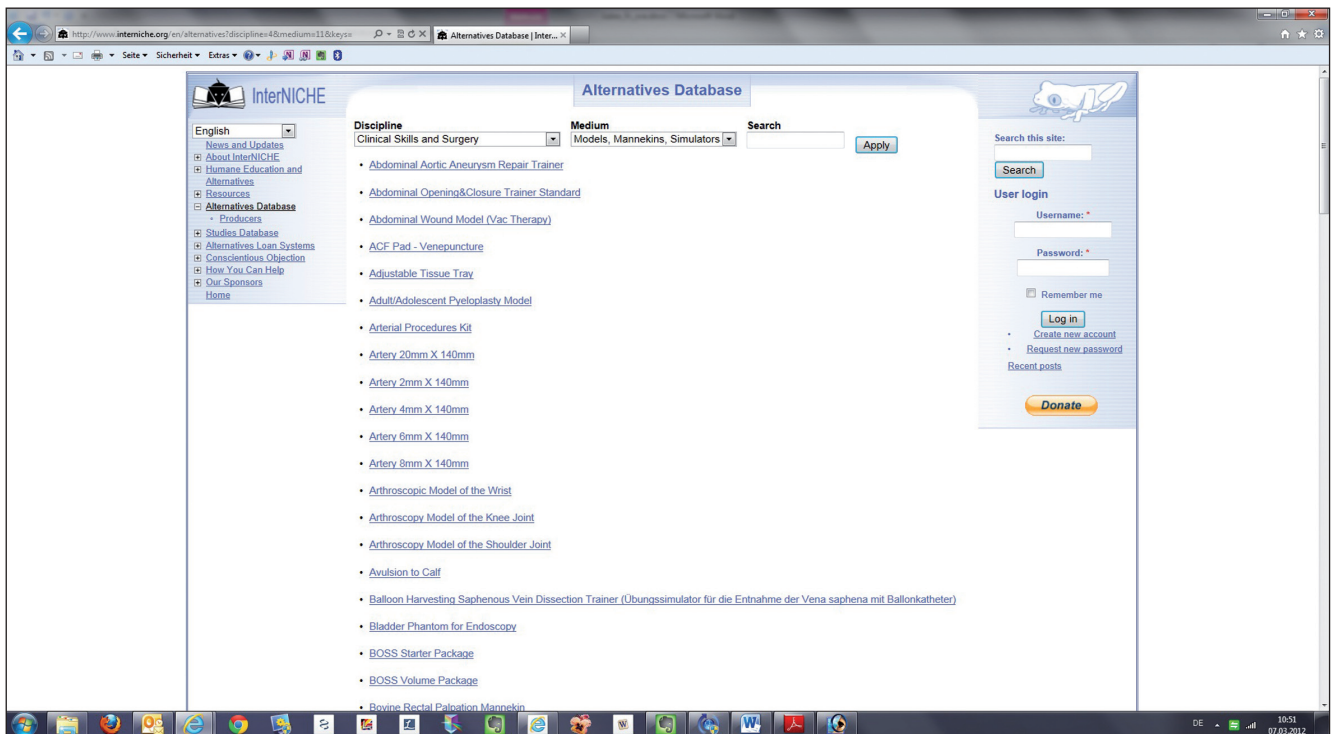 http://www.interniche.org/en/alternatives?discipline=4&medium=11&keys=
Alternatives Database | Inter...
Seite
Sicherheit
Extras
InterNICHE
Alternatives Database
English
News and Updates
About InterNICHE
Humane Education and
Alternatives
Resources
Alternatives Database
Producers
Studies Database
Alternatives Loan Systems
Conscientious Objection
How You Can Help
Our Sponsors
Home
Discipline Medium Search
Clinical Skills and Surgery Models, Mannekins, Simulators Apply
• Abdominal Aortic Aneurysm Repair Trainer
• Abdominal Opening&Closure Trainer Standard
• Abdominal Wound Model (Vac Therapy)
• ACF Pad - Venepuncture
• Adjustable Tissue Tray
• Adult/Adolescent Pyeloplasty Model
• Arterial Procedures Kit
• Artery 20mm X 140mm
• Artery 2mm X 140mm
• Artery 4mm X 140mm
• Artery 6mm X 140mm
• Artery 8mm X 140mm
• Arthroscopic Model of the Wrist
• Arthroscopy Model of the Knee Joint
• Arthroscopy Model of the Shoulder Joint
• Avulsion to Calf
• Balloon Harvesting Saphenous Vein Dissection Trainer (Übungssimulator für die Entnahme der Vena saphena mit Ballonkatheter)
• Bladder Phantom for Endoscopy
• BOSS Starter Package
• BOSS Volume Package
• Bovine Rectal Palpation Mannekin
Search this site:
Search
User login
Username: *
Password: *
Remember me
Log in
• Create new account
• Request new password
Recent posts
Donate
DE
10:51
07.03.2012